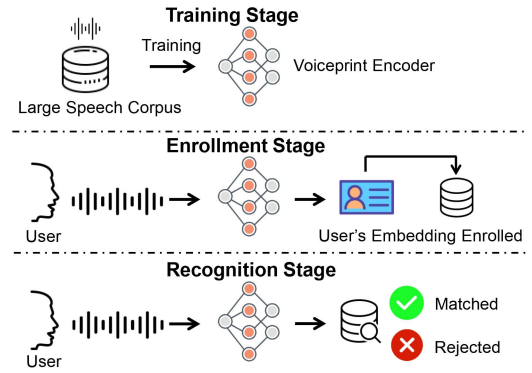 Training Stage
Training
Voiceprint Encoder
Large Speech Corpus
Enrollment Stage
User
User's Embedding Enrolled
Recognition Stage
Matched
Rejected
User